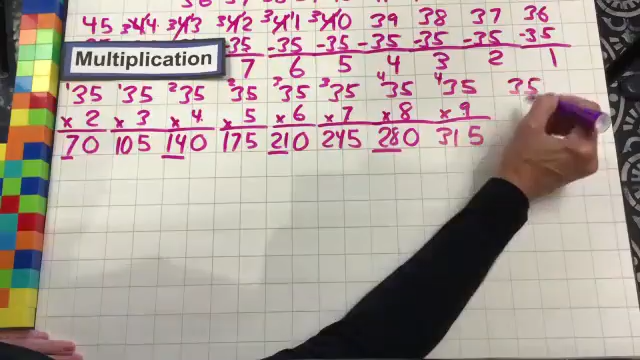 45 44 43 42 41 40 39 38 37 36
-35 -35 -35 -35 -35 -35 -35
Multiplication
7 6 5 4 3 2 1
35 35 35 35 35 35 35 35 35
x 2 x 3 x 4 x 5 x 6 x 7 x 8 x 9
70 105 140 175 210 245 280 315